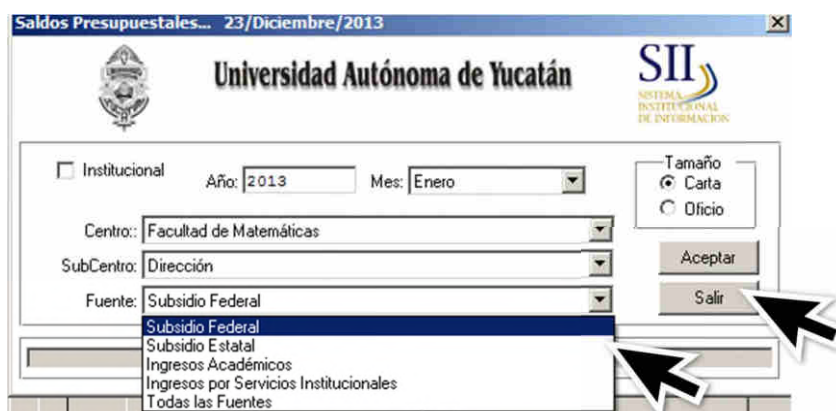 Saldos Presupuestales... 23/Diciembre/2013
Universidad Autónoma de Yucatán
SII
SISTEMA
INSTITUCIONAL
DE INFORMACION
Institucional
Año: 2013
Mes: Enero
Tamaño
Carta
Oficio
Centro:: Facultad de Matemáticas
SubCentro: Dirección
Aceptar
Fuente: Subsidio Federal
Salir
Subsidio Federal
Subsidio Estatal
Ingresos Académicos
Ingresos por Servicios Institucionales
Todas las Fuentes